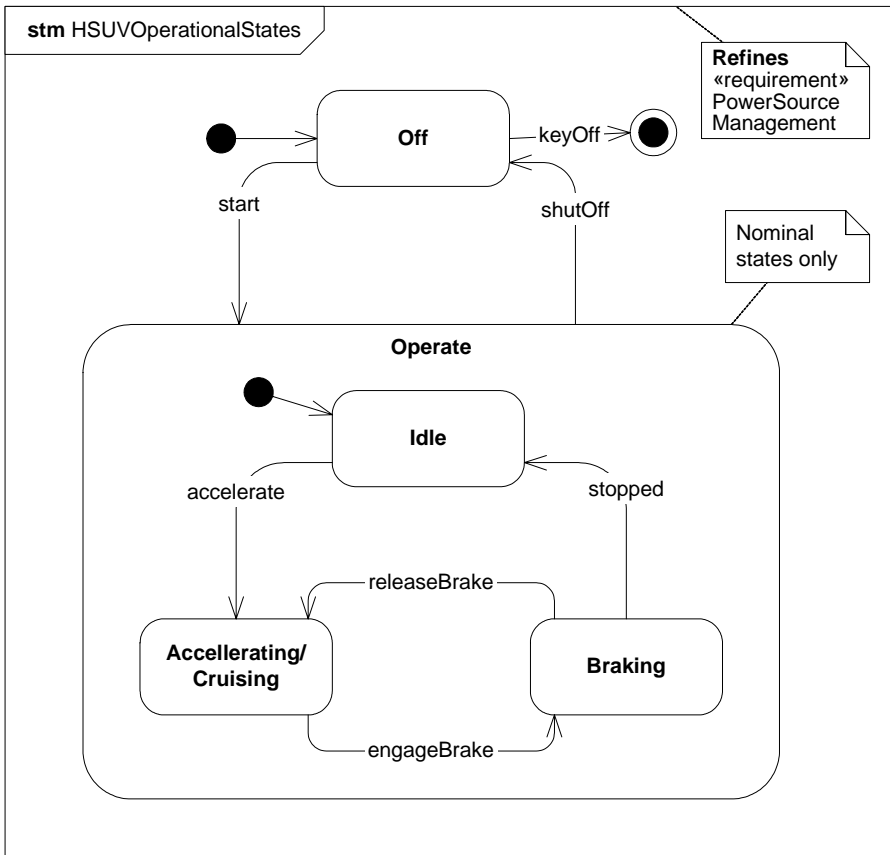 stm HSUVOperationalStates
Refines
«requirement»
PowerSource
Management
Off
keyOff
start
shutOff
Nominal
states only
Operate
Idle
accelerate
stopped
releaseBrake
Accellerating/
Cruising
Braking
engageBrake